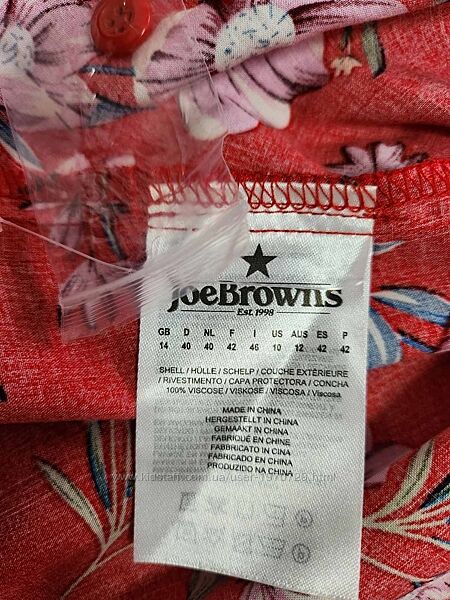 JoeBrowns
Est. 1998
GB D NL F I US AUS ES P
14 40 40 42 46 10 12 42 42
SHELL / HÜLLE / SCHELP / COUCHE EXTÉRIEURE
/ RIVESTIMENTO / CAPA PROTECTORA / CONCHA
100% VISCOSE / VISKOSE / VISCOSA / Viscosa
MADE IN CHINA
HERGESTELLT IN CHINA
GEMAAKT IN CHINA
FABRIQUÉ EN CHINE
FABBRICATO IN CINA
FABRICADO EN CHINA
PRODUZIDO NA CHINA